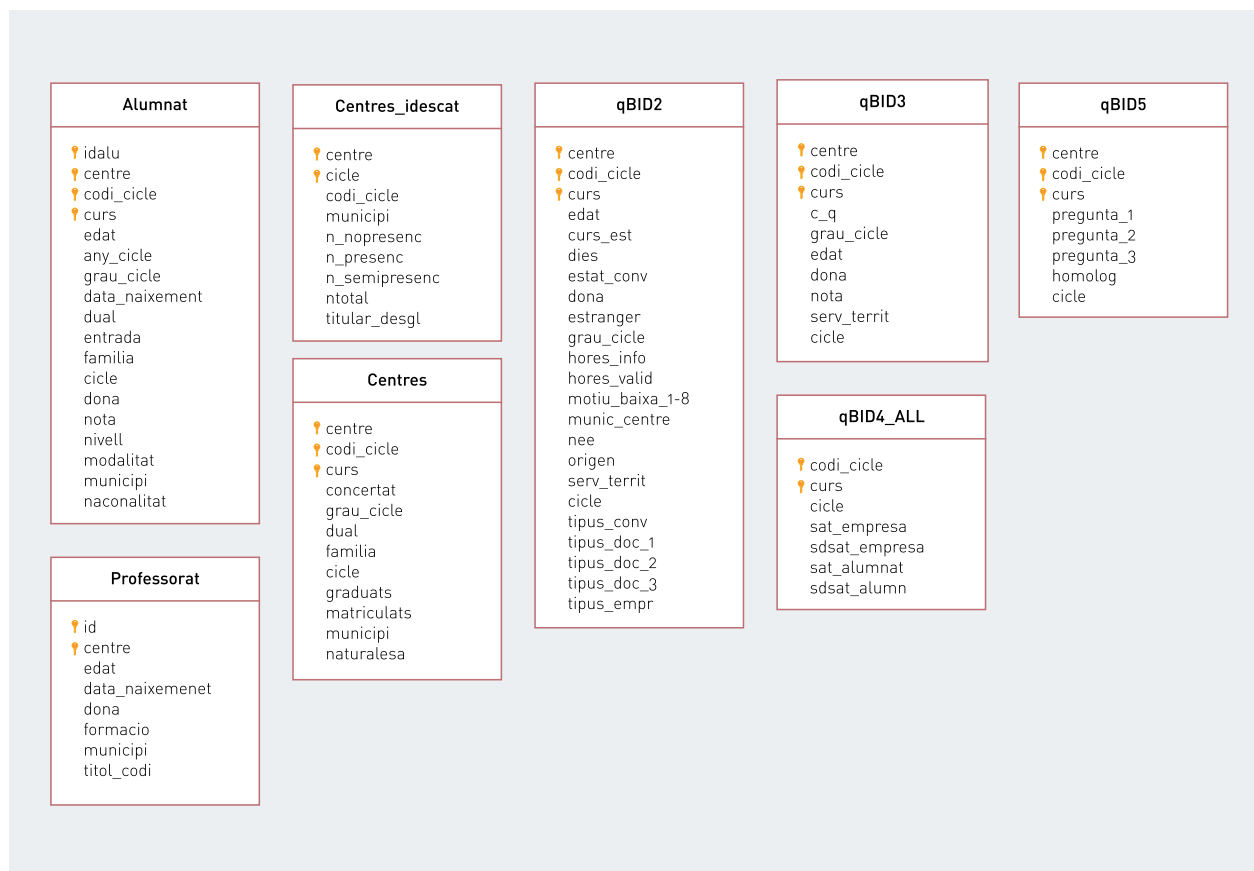 Alumnat
idalu
centre
codi_cicle
curs
edat
any_cicle
grau_cicle
data_naixement
dual
entrada
familia
cicle
dona
nota
nivell
modalitat
municipi
naconalitat
Professorat
id
centre
edat
data_naixemenet
dona
formacio
municipi
titol_codi
Centres_idescat
centre
cicle
codi_cicle
municipi
n_nopresenc
n_presenc
n_semipresenc
ntotal
titular_desgl
Centres
centre
codi_cicle
curs
concertat
grau_cicle
dual
familia
cicle
graduats
matriculats
municipi
naturalesa
qBID2
centre
codi_cicle
curs
edat
curs_est
dies
estat_conv
dona
estranger
grau_cicle
hores_info
hores_valid
motiu_baixa_1-8
munic_centre
nee
origen
serv_territ
cicle
tipus_conv
tipus_doc_1
tipus_doc_2
tipus_doc_3
tipus_empr
qBID3
centre
codi_cicle
curs
c_q
grau_cicle
edat
dona
nota
serv_territ
cicle
qBID4_ALL
codi_cicle
curs
cicle
sat_empresa
sdsat_empresa
sat_alumnat
sdsat_alumn
qBID5
centre
codi_cicle
curs
pregunta_1
pregunta_2
pregunta_3
homolog
cicle